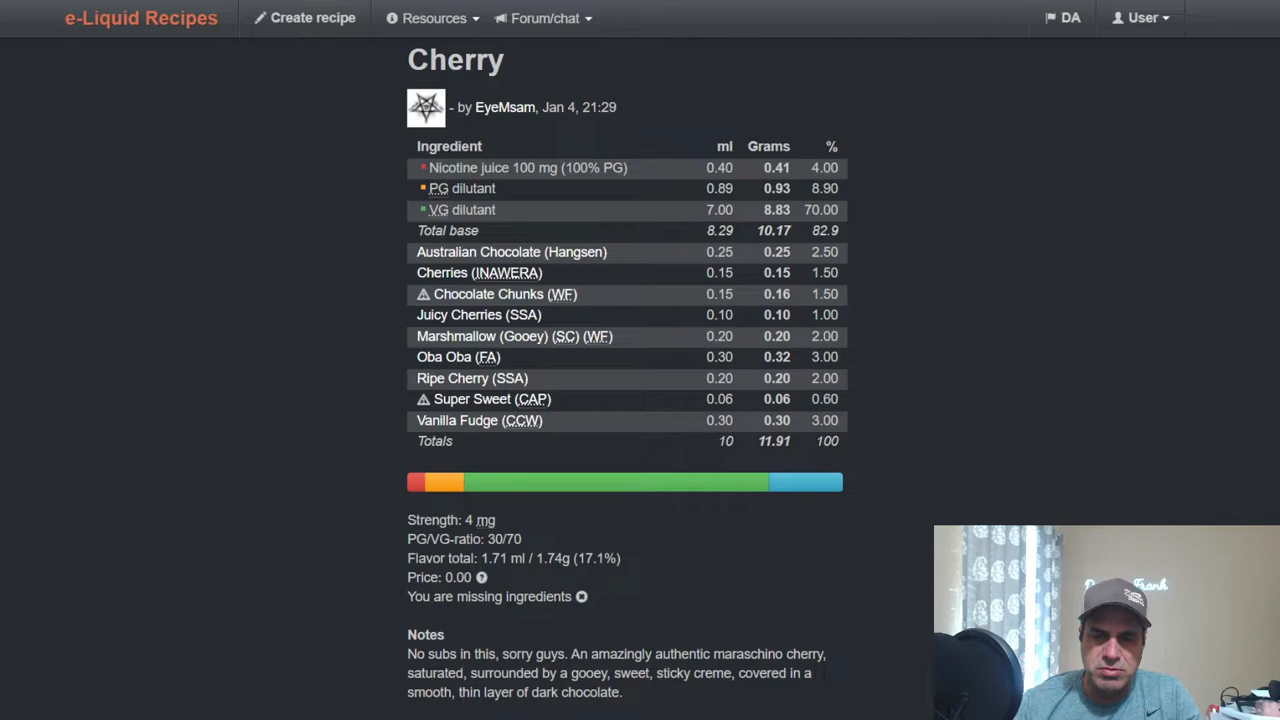 e-Liquid Recipes Create recipe Resources Forum/chat DA User
Cherry
- by EyeMsam, Jan 4, 21:29
Ingredient ml Grams %
Nicotine juice 100 mg (100% PG) 0.40 0.41 4.00
PG dilutant 0.89 0.93 8.90
VG dilutant 7.00 8.83 70.00
Total base 8.29 10.17 82.9
Australian Chocolate (Hangsen) 0.25 0.25 2.50
Cherries (INAWERA) 0.15 0.15 1.50
Chocolate Chunks (WF) 0.15 0.16 1.50
Juicy Cherries (SSA) 0.10 0.10 1.00
Marshmallow (Gooey) (SC) (WF) 0.20 0.20 2.00
Oba Oba (FA) 0.30 0.32 3.00
Ripe Cherry (SSA) 0.20 0.20 2.00
Super Sweet (CAP) 0.06 0.06 0.60
Vanilla Fudge (CCW) 0.30 0.30 3.00
Totals 10 11.91 100
Strength: 4 mg
PG/VG-ratio: 30/70
Flavor total: 1.71 ml / 1.74g (17.1%)
Price: 0.00
You are missing ingredients
Notes
No subs in this, sorry guys. An amazingly authentic maraschino cherry,
saturated, surrounded by a gooey, sweet, sticky creme, covered in a
smooth, thin layer of dark chocolate.